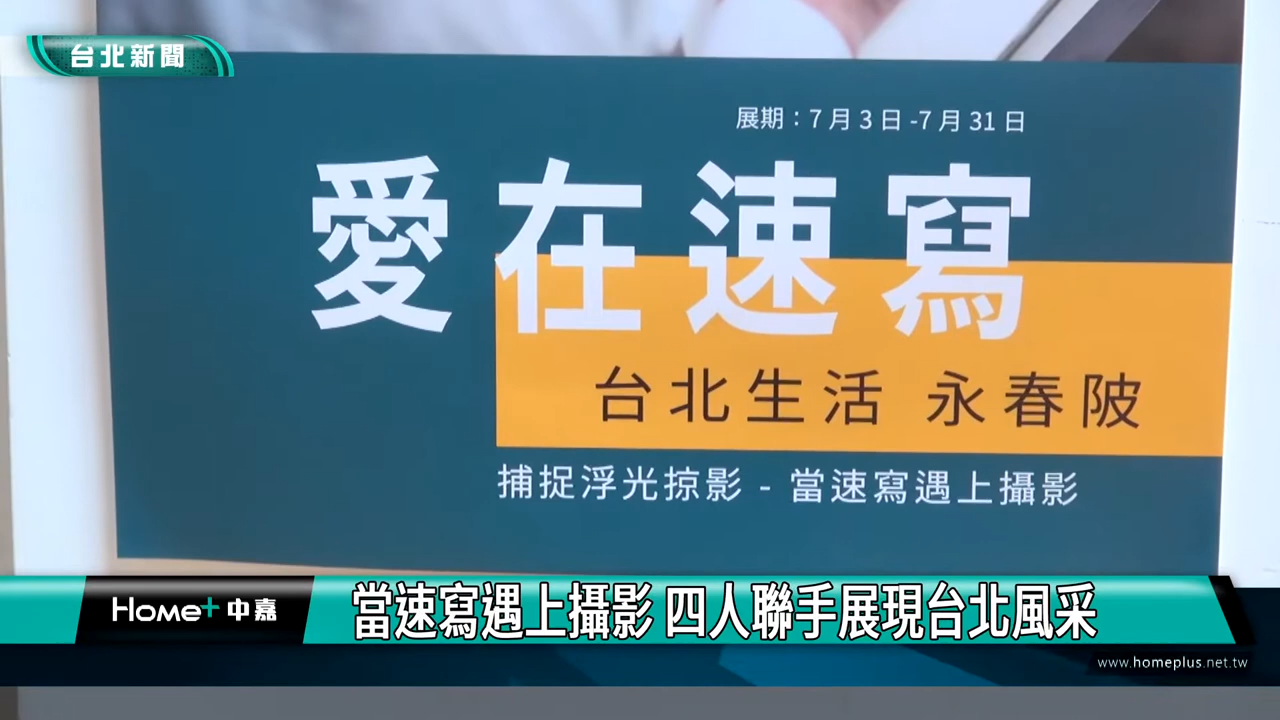 台北新聞
展期：7月3日-7月31日
愛在速寫
台北生活 永春陂
捕捉浮光掠影 - 當速寫遇上攝影
Home+ 中嘉
當速寫遇上攝影 四人聯手展現台北風采
www.homeplus.net.tw